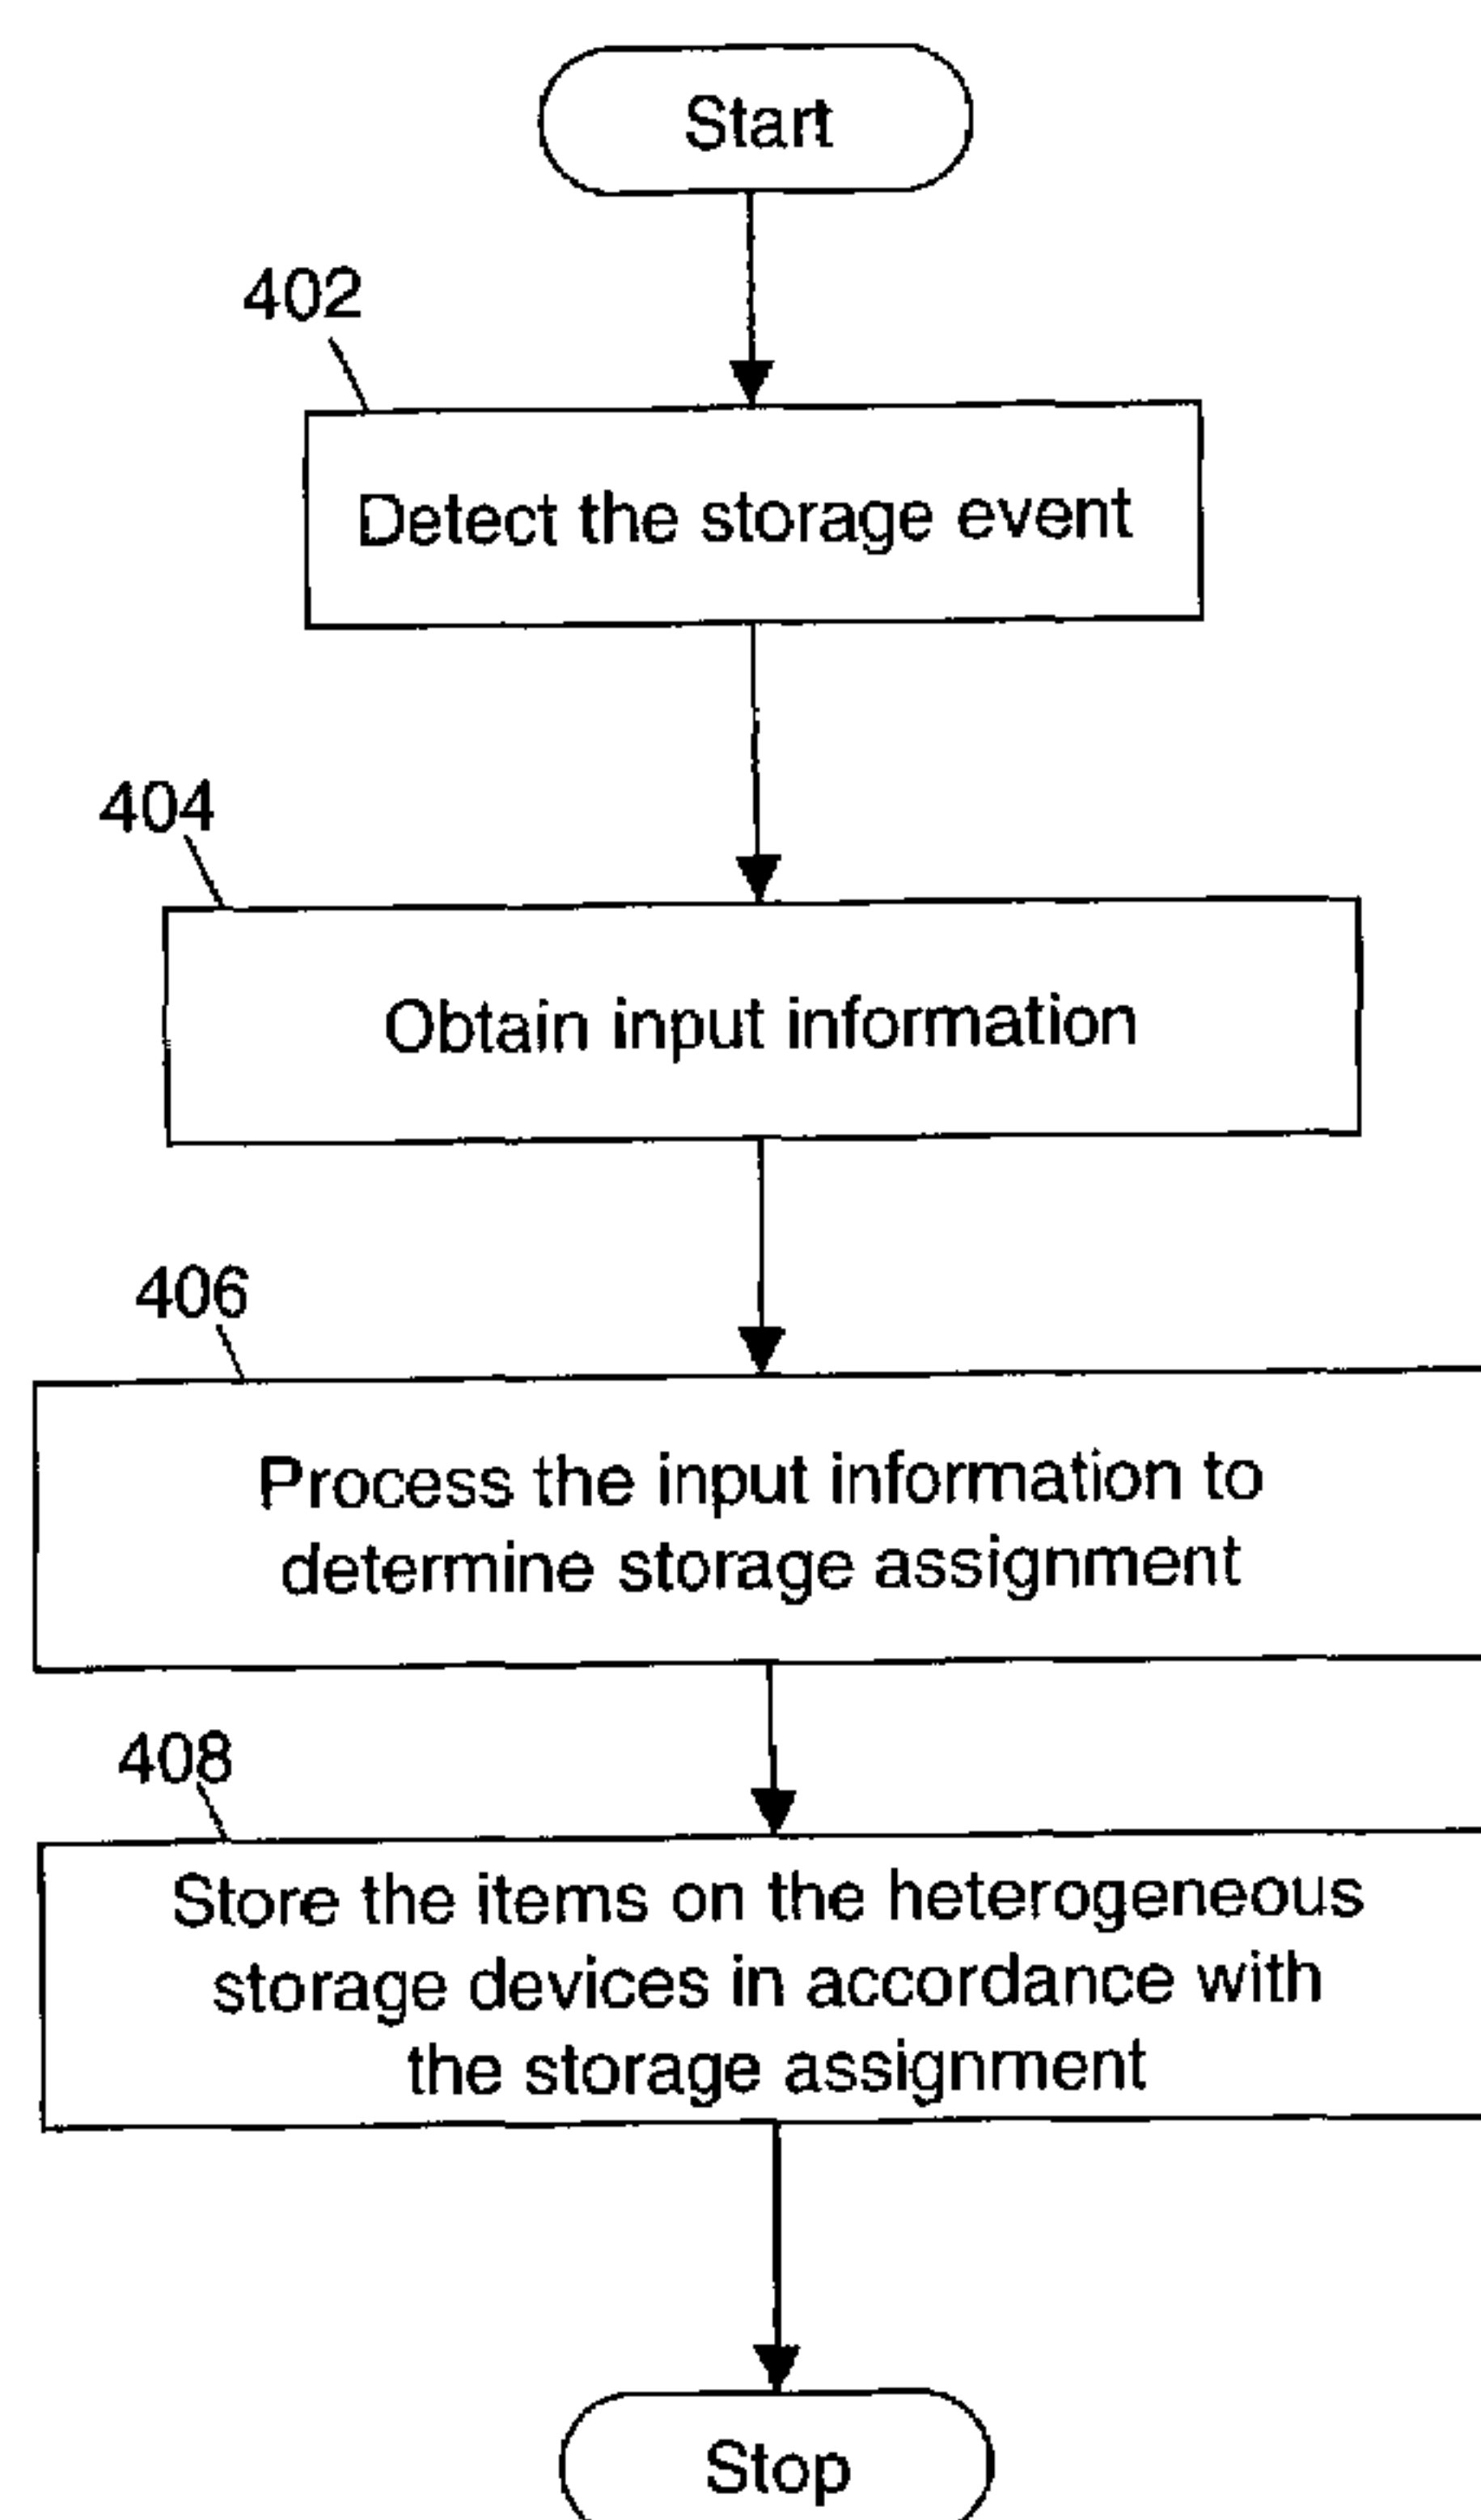 Start
402
Detect the storage event
404
Obtain input information
406
Process the input information to
determine storage assignment
408
Store the items on the heterogeneous
storage devices in accordance with
the storage assignment
Stop